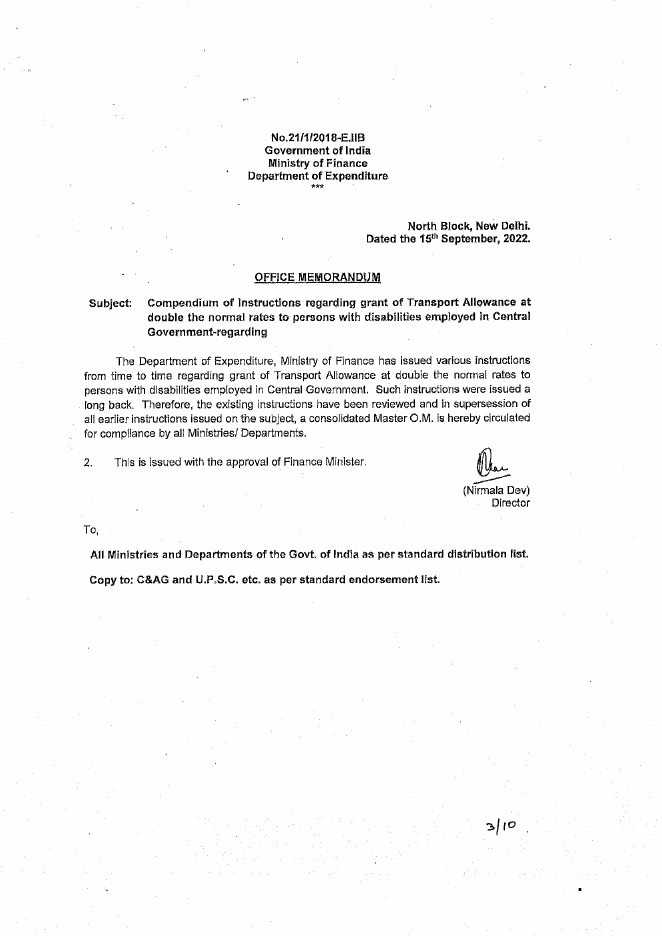 No.21/1/2018-E.IIB
Government of India
Ministry of Finance
Department of Expenditure
***
North Block, New Delhi.
Dated the 15th September, 2022.
OFFICE MEMORANDUM
Subject: Compendium of Instructions regarding grant of Transport Allowance at
double the normal rates to persons with disabilities employed in Central
Government-regarding
The Department of Expenditure, Ministry of Finance has issued various instructions
from time to time regarding grant of Transport Allowance at double the normal rates to
persons with disabilities employed in Central Government. Such instructions were issued a
long back. Therefore, the existing instructions have been reviewed and in supersession of
all earlier instructions issued on the subject, a consolidated Master O.M. is hereby circulated
for compliance by all Ministries/ Departments.
2. This is issued with the approval of Finance Minister.
(Nirmala Dev)
Director
To,
All Ministries and Departments of the Govt. of India as per standard distribution list.
Copy to: C&AG and U.P.S.C. etc. as per standard endorsement list.
3/10